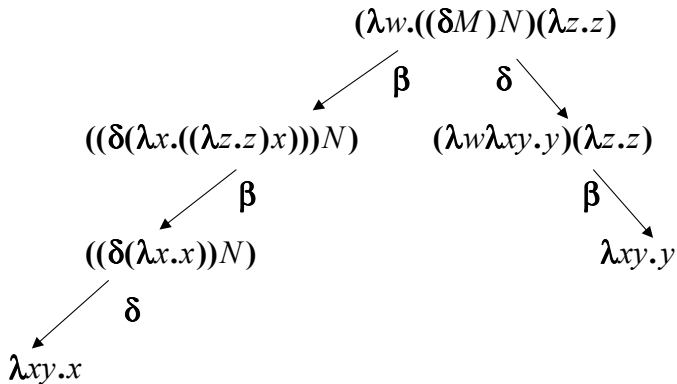 (λw.((δM)N)(λz.z)
β δ
((δ(λx.((λz.z)x)))N) (λwλxy.y)(λz.z)
β β
((δ(λx.x))N) λxy.y
δ
λxy.x